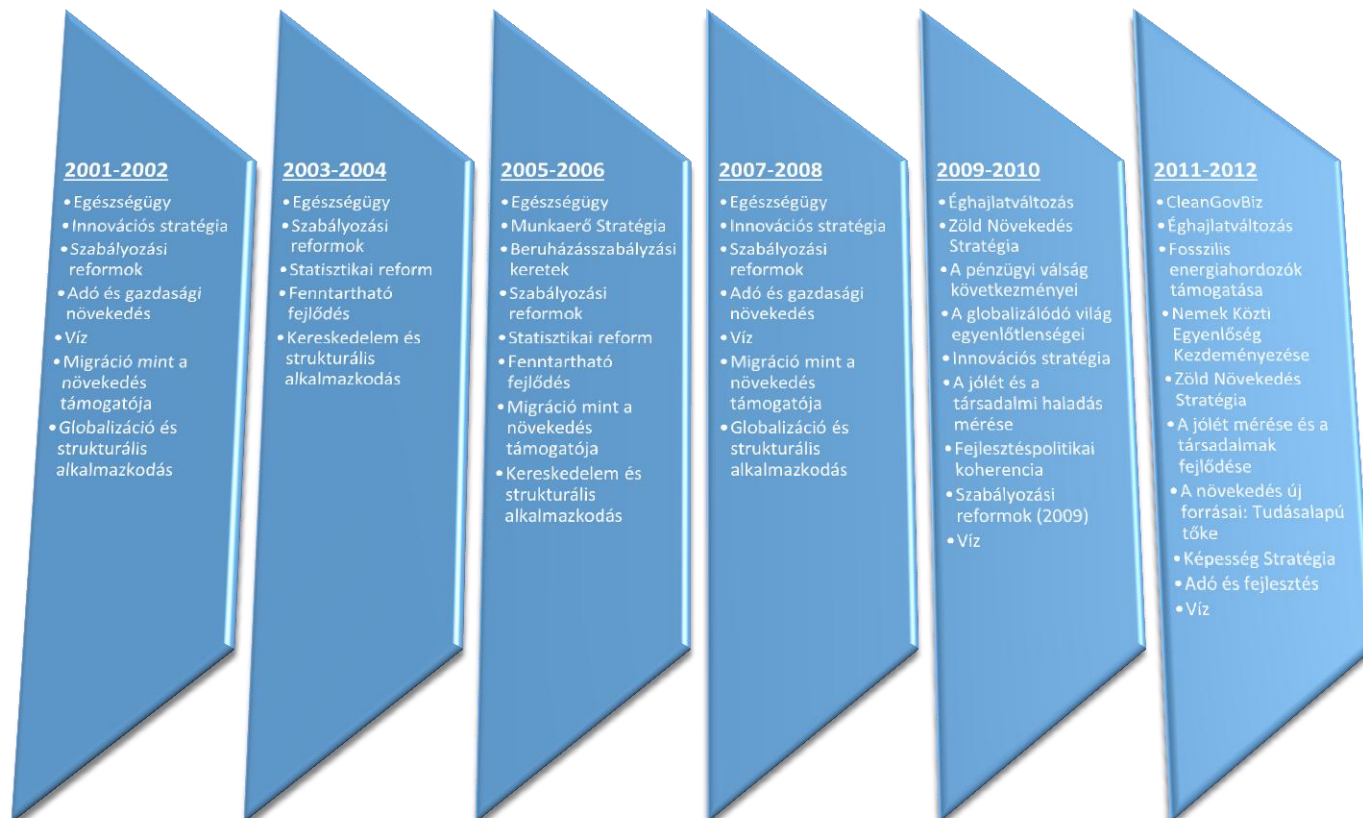 2001-2002
• Egészségügy
• Innovációs stratégia
• Szabályozási
reformok
• Adó és gazdasági
növekedés
• Víz
• Migráció mint a
növekedés
támogatója
• Globalizáció és
strukturális
alkalmazkodás
2003-2004
• Egészségügy
• Szabályozási
reformok
• Statisztikai reform
• Fenntartható
fejlődés
• Kereskedelem és
strukturális
alkalmazkodás
2005-2006
• Egészségügy
• Munkaerő Stratégia
• Beruházásszabályzási
keretek
• Szabályozási
reformok
• Statisztikai reform
• Fenntartható
fejlődés
• Migráció mint a
növekedés
támogatója
• Kereskedelem és
strukturális
alkalmazkodás
2007-2008
• Egészségügy
• Innovációs stratégia
• Szabályozási
reformok
• Adó és gazdasági
növekedés
• Víz
• Migráció mint a
növekedés
támogatója
• Globalizáció és
strukturális
alkalmazkodás
2009-2010
• Éghajlatváltozás
• Zöld Növekedés
Stratégia
• A pénzügyi válság
következményei
• A globalizálódó világ
egyenlőtlenségei
• Innovációs stratégia
• A jólét és a
társadalmi haladás
mérése
• Fejlesztéspolitikai
koherencia
• Szabályozási
reformok (2009)
• Víz
2011-2012
• CleanGovBiz
• Éghajlatváltozás
• Fosszilis
energiahordozók
támogatása
• Nemek Közti
Egyenlőség
Kezdeményezése
• Zöld Növekedés
Stratégia
• A jólét mérése és a
társadalmak
fejlődése
• A növekedés új
forrásai: Tudásalapú
tőke
• Képesség Stratégia
• Adó és fejlesztés
• Víz